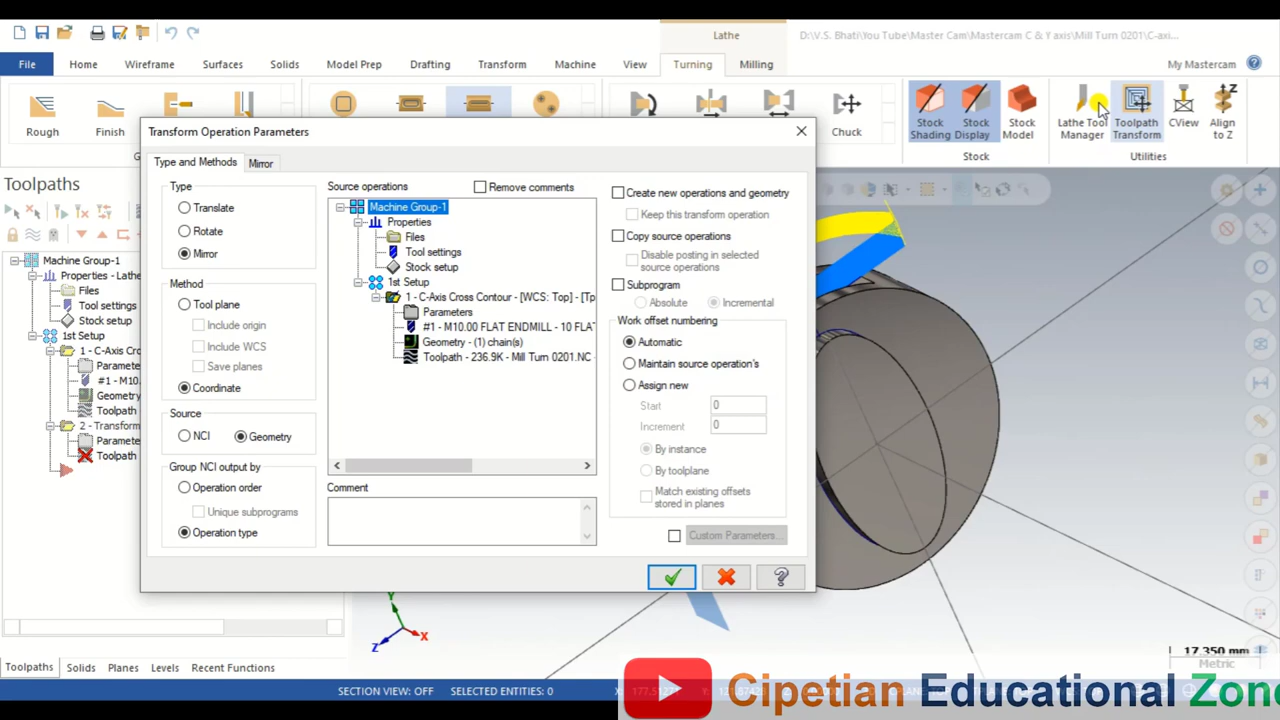 Lathe
D:\V.S. Bhati\You Tube\Master Cam\Mastercam C & Y axis\Mill Turn 0201\C-axi...
File
Home
Wireframe
Surfaces
Solids
Model Prep
Drafting
Transform
Machine
View
Turning
Milling
My Mastercam
Rough
Finish
Chuck
Stock Shading
Stock Display
Stock Model
Lathe Tool Manager
Toolpath Transform
CView
Align to Z
Stock
Utilities
Toolpaths
Machine Group-1
Properties - Lathe
Files
Tool settings
Stock setup
1st Setup
1 - C-Axis Cro
Paramete
#1 - M10.
Geometry
Toolpath
2 - Transform
Paramete
Toolpath
Transform Operation Parameters
Type and Methods
Mirror
Type
Translate
Rotate
Mirror
Method
Tool plane
Include origin
Include WCS
Save planes
Coordinate
Source
NCI
Geometry
Group NCI output by
Operation order
Unique subprograms
Operation type
Source operations
Remove comments
Machine Group-1
Properties
Files
Tool settings
Stock setup
1st Setup
1 - C-Axis Cross Contour - [WCS: Top] - [Tp
Parameters
#1 - M10.00 FLAT ENDMILL - 10 FLAT
Geometry - (1) chain(s)
Toolpath - 236.9K - Mill Turn 0201.NC -
Comment
Create new operations and geometry
Keep this transform operation
Copy source operations
Disable posting in selected
source operations
Subprogram
Absolute
Incremental
Work offset numbering
Automatic
Maintain source operation's
Assign new
Start
0
Increment
0
By instance
By toolplane
Match existing offsets
stored in planes
Custom Parameters...
Y
X
Z
17.350 mm
Metric
Toolpaths
Solids
Planes
Levels
Recent Functions
SECTION VIEW: OFF
SELECTED ENTITIES: 0
Cipetian Educational Zone